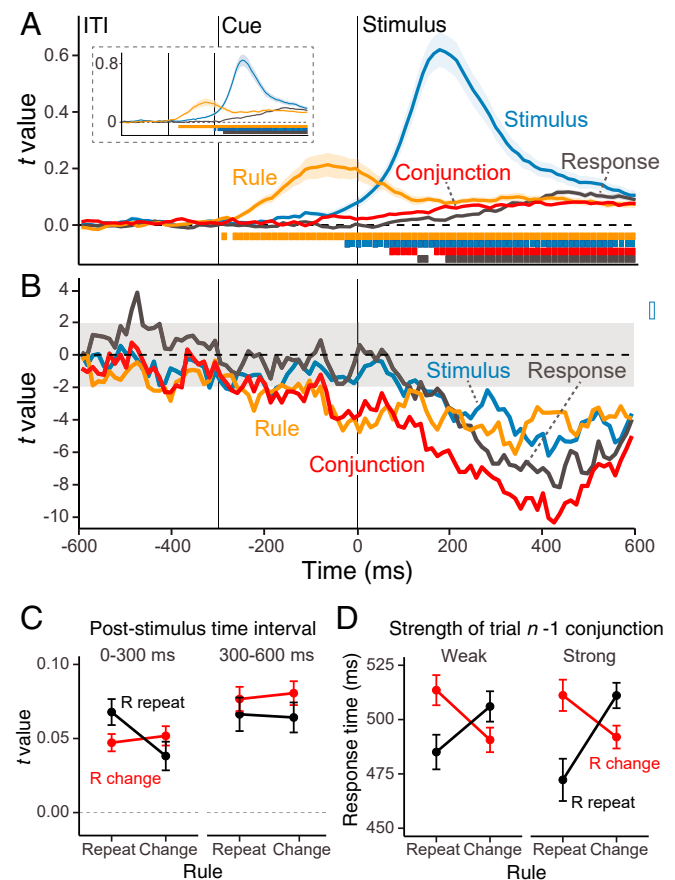 A
ITI
Cue
Stimulus
0.6
0.4
0.2
0.0
t value
0.8
0
Stimulus
Rule
Conjunction
Response
B
4
2
0
-2
-4
-6
-8
-10
t value
Stimulus
Response
Rule
Conjunction
-600
-400
-200
0
200
400
600
Time (ms)
C
Post-stimulus time interval
0-300 ms
300-600 ms
0.10
0.05
0.00
t value
R repeat
R change
Repeat Change
Repeat Change
Rule
D
Strength of trial n -1 conjunction
Weak
Strong
525
500
475
450
Response time (ms)
R change
R repeat
Repeat Change
Repeat Change
Rule